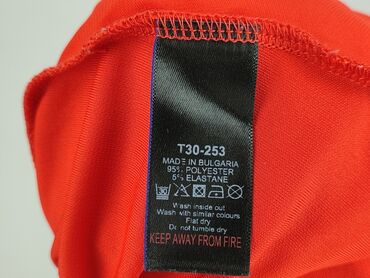 T30-253
MADE IN BULGARIA
95% POLYESTER
5% ELASTANE
Wash inside out
Wash with similar colours
Flat dry
Do not tumble dry
KEEP AWAY FROM FIRE